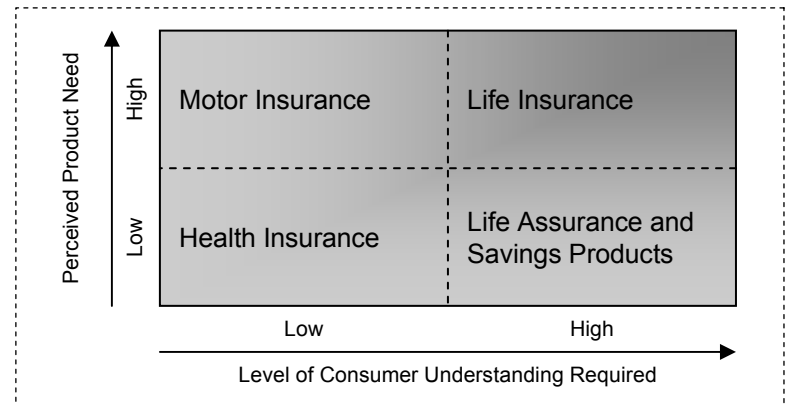 Perceived Product Need
High
Low
Motor Insurance
Life Insurance
Health Insurance
Life Assurance and
Savings Products
Low
High
Level of Consumer Understanding Required